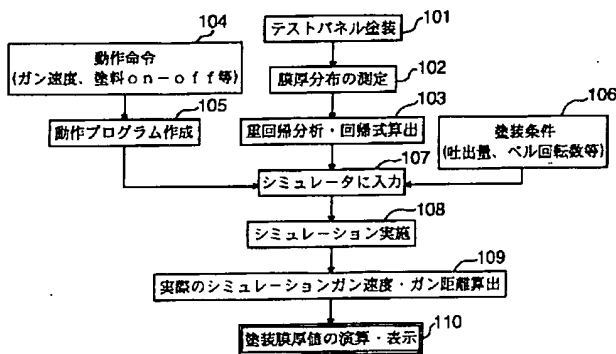 テストパネル塗装
101
膜厚分布の測定
102
重回帰分析・回帰式算出
103
動作命令
(ガン速度、塗料on-off等)
104
動作プログラム作成
105
塗装条件
(吐出量、ベル回転数等)
106
シミュレータに入力
107
シミュレーション実施
108
実際のシミュレーションガン速度・ガン距離算出
109
塗装膜厚値の演算・表示
110